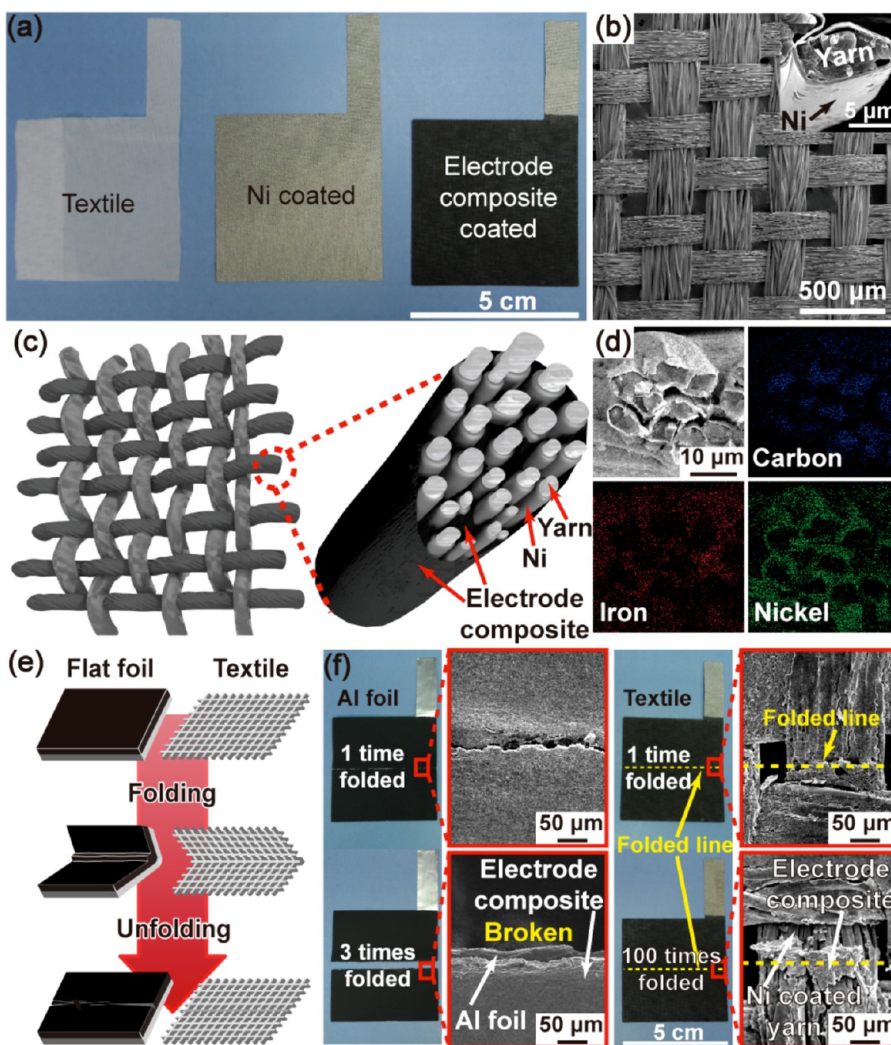 (a)
Textile
Ni coated
Electrode
composite
coated
5 cm
(b)
Yarn
Ni
5 µm
500 µm
(c)
Yarn
Ni
Electrode
composite
(d)
10 µm
Carbon
Iron
Nickel
(e)
Flat foil
Textile
Folding
Unfolding
(f)
Al foil
1 time
folded
50 µm
3 times
folded
Electrode
composite
Broken
Al foil
50 µm
Textile
1 time
folded
Folded line
Folded line
50 µm
100 times
folded
5 cm
Electrode
composite
Ni coated
yarn
50 µm